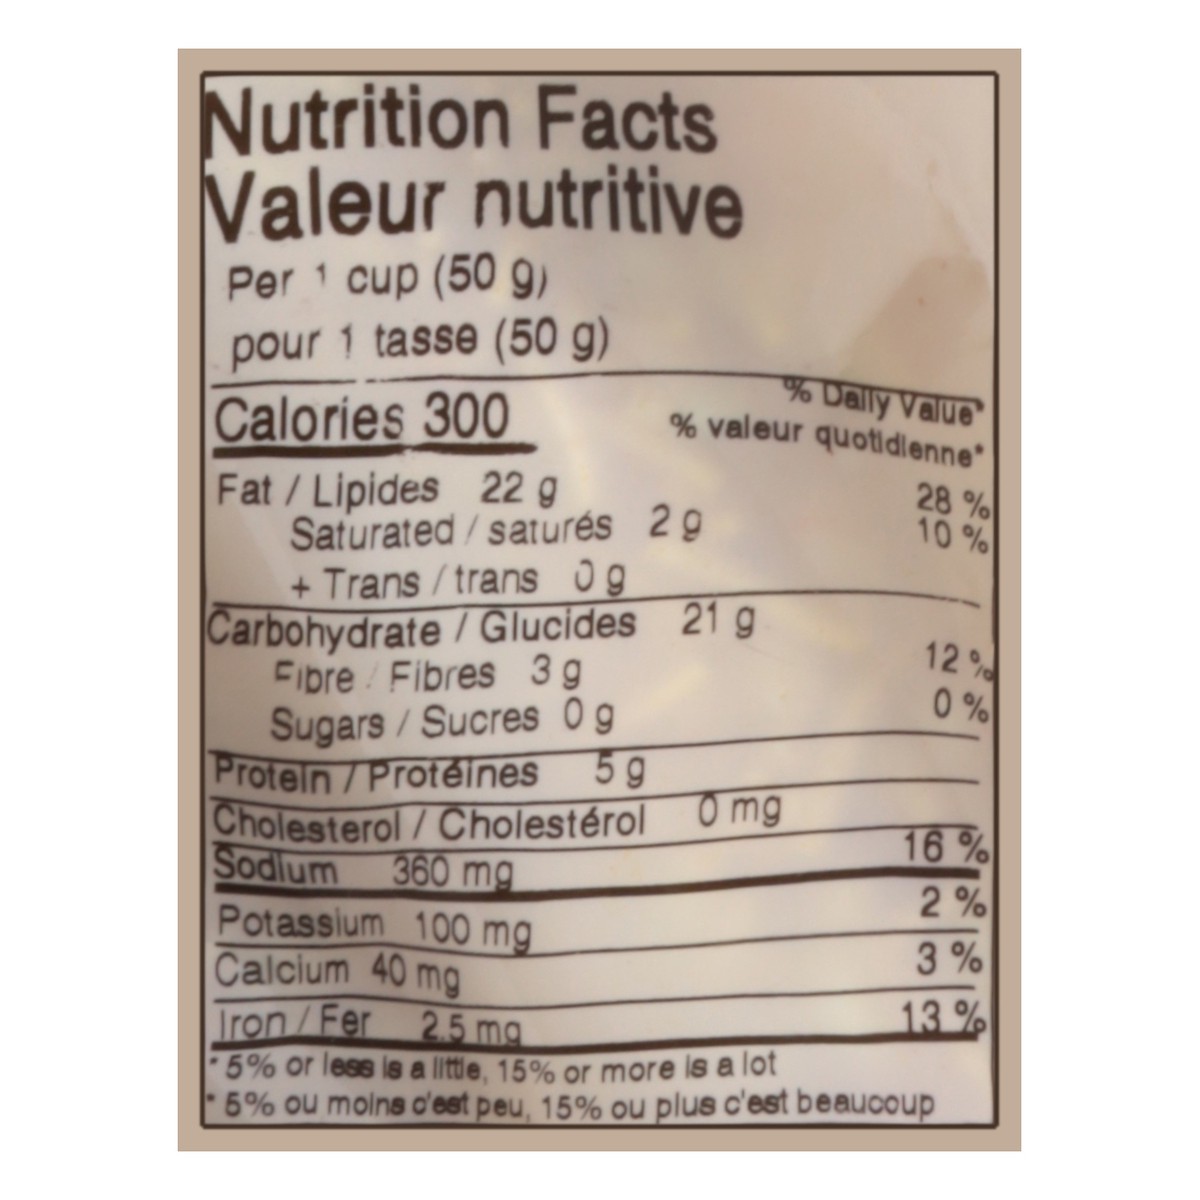 Nutrition Facts
Valeur nutritive
Per 1 cup (50 g)
pour 1 tasse (50 g)
Calories 300
% Daily Value*
% valeur quotidienne*
Fat / Lipides 22 g 28 %
Saturated / saturés 2 g 10 %
+ Trans / trans 0 g
Carbohydrate / Glucides 21 g
Fibre / Fibres 3 g 12 %
Sugars / Sucres 0 g 0 %
Protein / Protéines 5 g
Cholesterol / Cholestérol 0 mg
Sodium 360 mg 16 %
Potassium 100 mg 2 %
Calcium 40 mg 3 %
Iron / Fer 2.5 mg 13 %
* 5% or less is a little, 15% or more is a lot
* 5% ou moins c'est peu, 15% ou plus c'est beaucoup